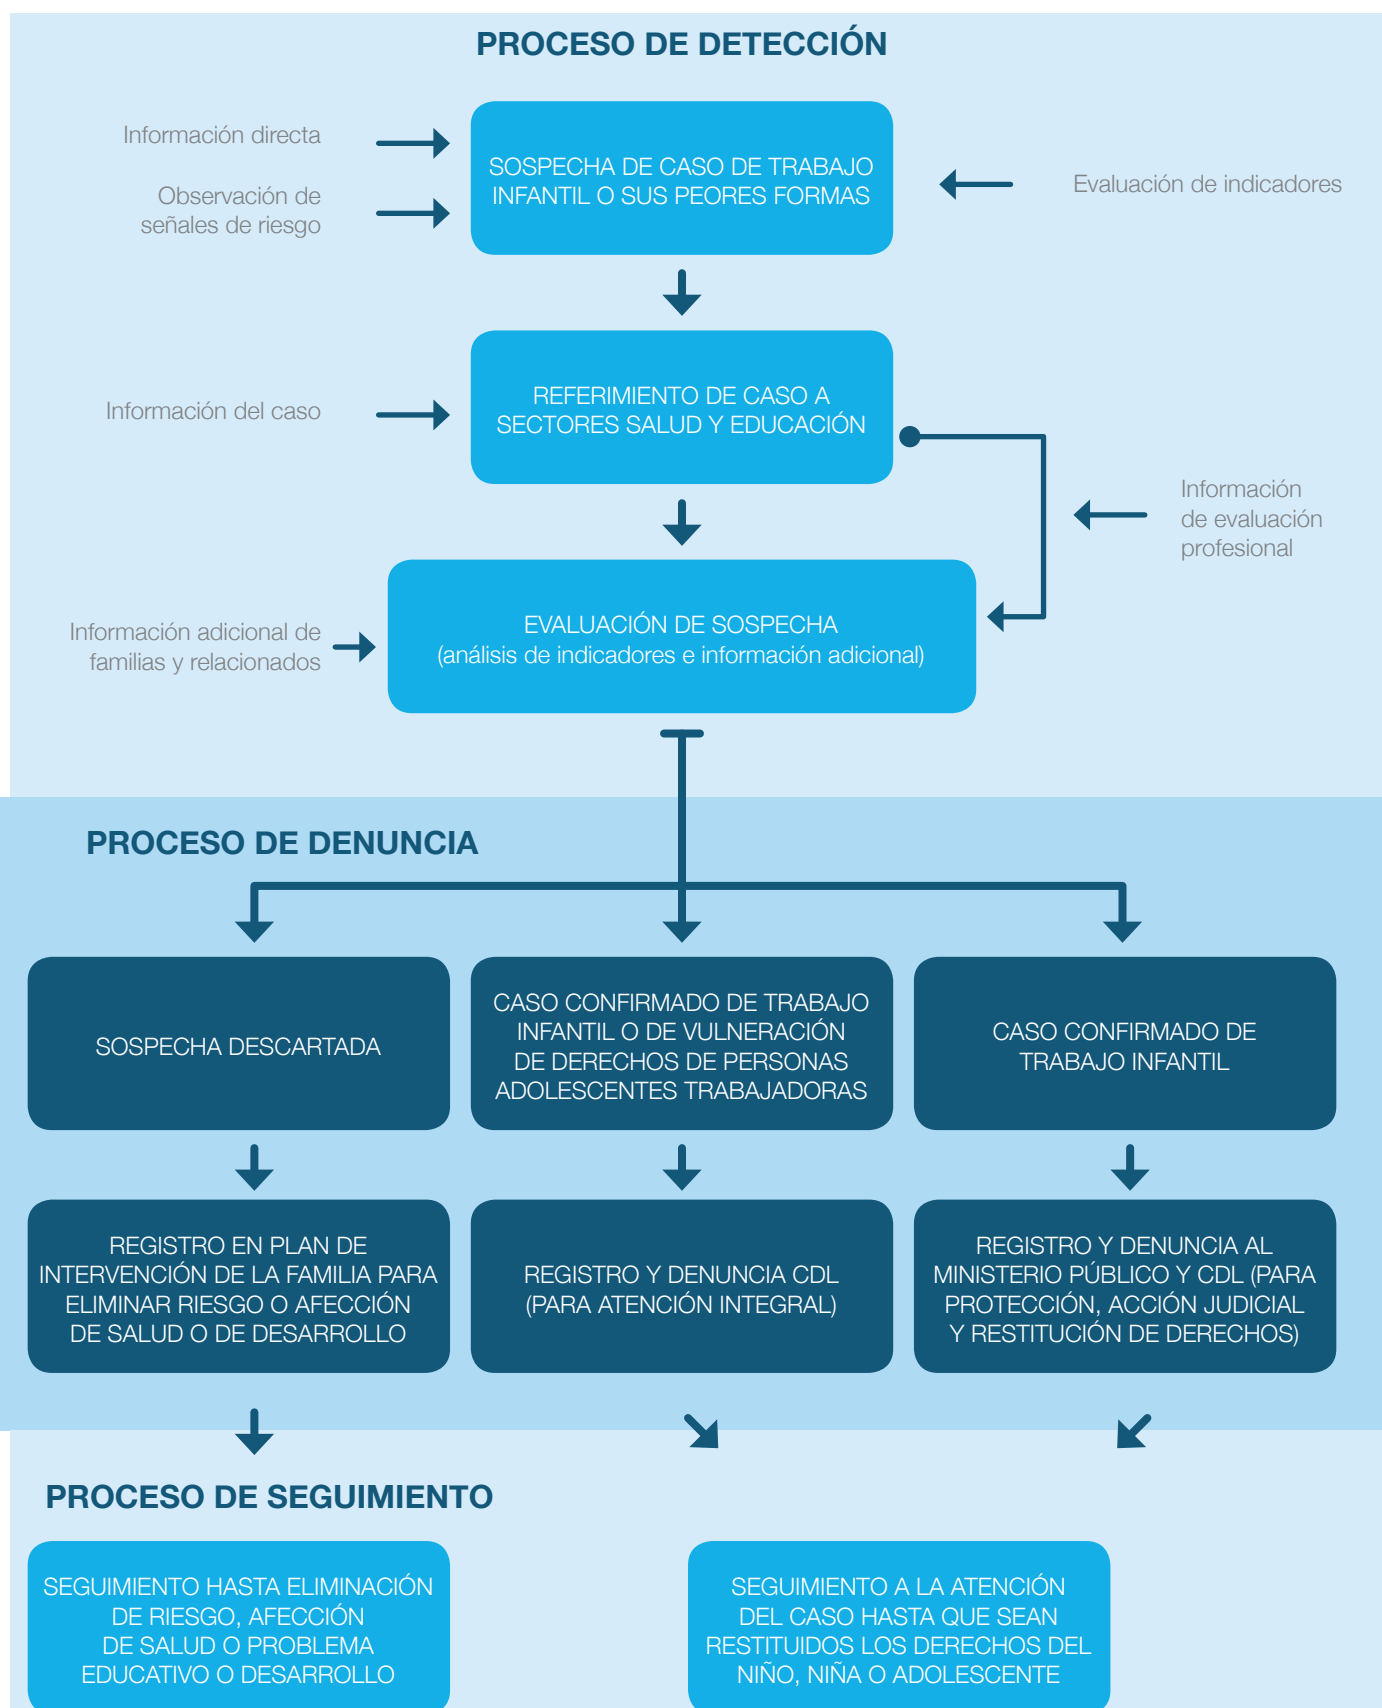 PROCESO DE DETECCIÓN
Información directa
Observación de
señales de riesgo
SOSPECHA DE CASO DE TRABAJO
INFANTIL O SUS PEORES FORMAS
Evaluación de indicadores
Información del caso
REFERIMIENTO DE CASO A
SECTORES SALUD Y EDUCACIÓN
Información
de evaluación
profesional
Información adicional de
familias y relacionados
EVALUACIÓN DE SOSPECHA
(análisis de indicadores e información adicional)
PROCESO DE DENUNCIA
SOSPECHA DESCARTADA
CASO CONFIRMADO DE TRABAJO
INFANTIL O DE VULNERACIÓN
DE DERECHOS DE PERSONAS
ADOLESCENTES TRABAJADORAS
CASO CONFIRMADO DE
TRABAJO INFANTIL
REGISTRO EN PLAN DE
INTERVENCIÓN DE LA FAMILIA PARA
ELIMINAR RIESGO O AFECCIÓN
DE SALUD O DE DESARROLLO
REGISTRO Y DENUNCIA CDL
(PARA ATENCIÓN INTEGRAL)
REGISTRO Y DENUNCIA AL
MINISTERIO PÚBLICO Y CDL (PARA
PROTECCIÓN, ACCIÓN JUDICIAL
Y RESTITUCIÓN DE DERECHOS)
PROCESO DE SEGUIMIENTO
SEGUIMIENTO HASTA ELIMINACIÓN
DE RIESGO, AFECCIÓN
DE SALUD O PROBLEMA
EDUCATIVO O DESARROLLO
SEGUIMIENTO A LA ATENCIÓN
DEL CASO HASTA QUE SEAN
RESTITUIDOS LOS DERECHOS DEL
NIÑO, NIÑA O ADOLESCENTE